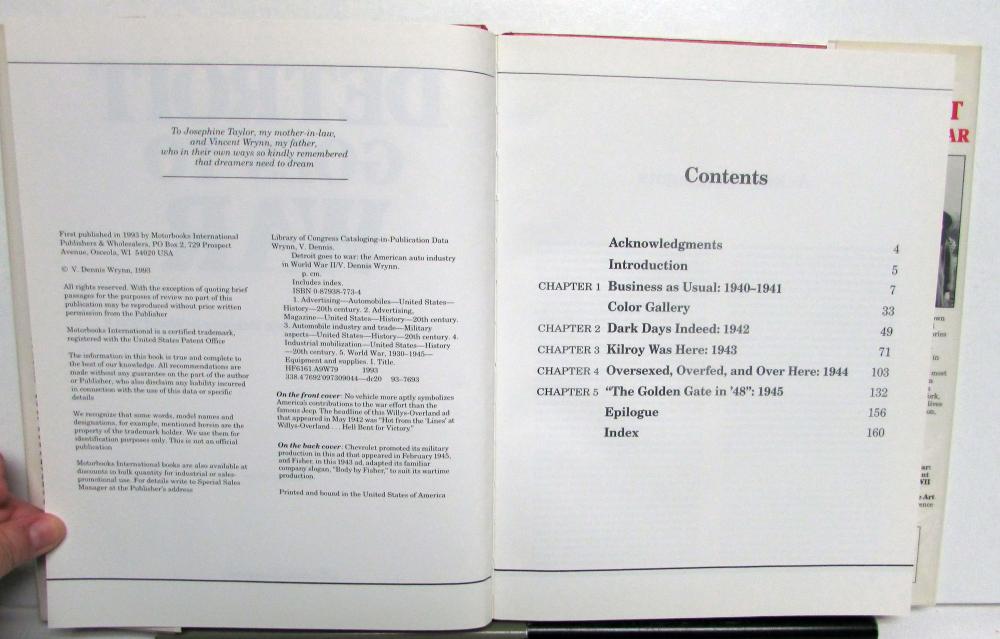 To Josephine Taylor, my mother-in-law,
and Vincent Wrynn, my father,
who in their own ways so kindly remembered
that dreamers need to dream
First published in 1993 by Motorbooks International
Publishers & Wholesalers, PO Box 2, 729 Prospect
Avenue, Osceola, WI 54020 USA
© V. Dennis Wrynn, 1993
All rights reserved. With the exception of quoting brief
passages for the purposes of review no part of this
publication may be reproduced without prior written
permission from the Publisher
Motorbooks International is a certified trademark,
registered with the United States Patent Office
The information in this book is true and complete to
the best of our knowledge. All recommendations are
made without any guarantee on the part of the author
or Publisher, who also disclaim any liability incurred
in connection with the use of this data or specific
details
We recognize that some words, model names and
designations, for example, mentioned herein are the
property of the trademark holder. We use them for
identification purposes only. This is not an official
publication
Motorbooks International books are also available at
discounts in bulk quantity for industrial or sales-
promotional use. For details write to Special Sales
Manager at the Publisher's address
Library of Congress Cataloging-in-Publication Data
Wrynn, V. Dennis.
Detroit goes to war: the American auto industry
in World War II/V. Dennis Wrynn.
p. cm.
Includes index.
ISBN 0-87938-773-4
1. Advertising—Automobiles—United States—
History—20th century. 2. Advertising,
Magazine—United States—History—20th century.
3. Automobile industry and trade—Military
aspects—United States—History—20th century. 4.
Industrial mobilization—United States—History
—20th century. 5. World War, 1930-1945—
Equipment and supplies. I. Title.
HF6161.A9W79 1993
338.4'7692'097309044—dc20 93-7693
On the front cover: No vehicle more aptly symbolizes
America's contributions to the war effort than the
famous Jeep. The headline of this Willys-Overland ad
that appeared in May 1942 was "Hot from the 'Lines' at
Willys-Overland . . . Hell Bent for Victory."
On the back cover: Chevrolet promoted its military
production in this ad that appeared in February 1945,
and Fisher, in this 1943 ad, adapted its familiar
company slogan, "Body by Fisher," to suit its wartime
production.
Printed and bound in the United States of America
Contents
Acknowledgments 4
Introduction 5
CHAPTER 1 Business as Usual: 1940–1941 7
Color Gallery 33
CHAPTER 2 Dark Days Indeed: 1942 49
CHAPTER 3 Kilroy Was Here: 1943 71
CHAPTER 4 Oversexed, Overfed, and Over Here: 1944 103
CHAPTER 5 "The Golden Gate in '48": 1945 132
Epilogue 156
Index 160